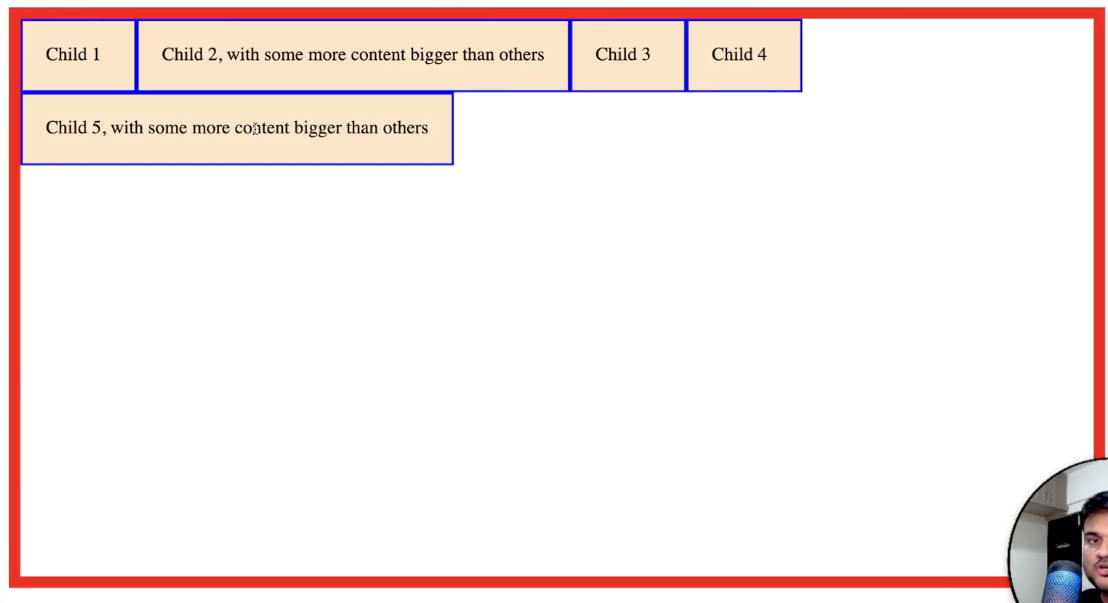 Child 1
Child 2, with some more content bigger than others
Child 3
Child 4
Child 5, with some more content bigger than others